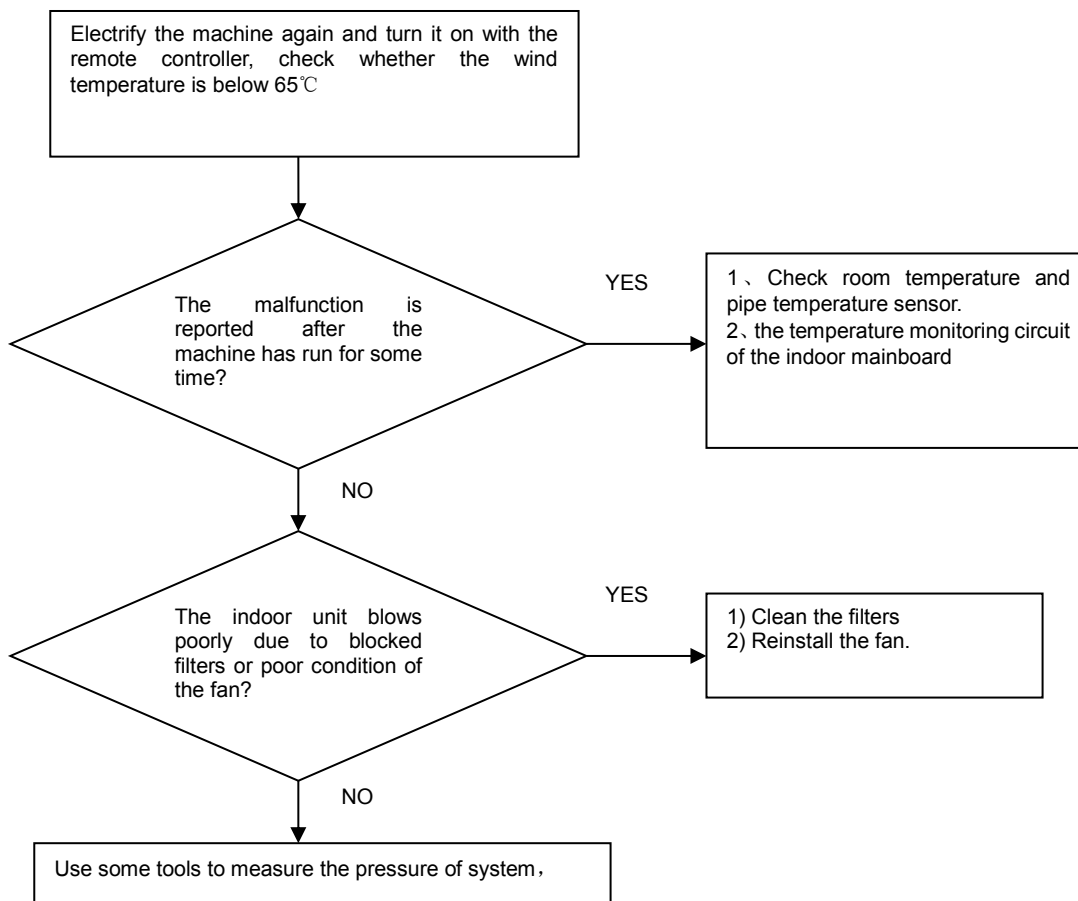 Electrify the machine again and turn it on with the
remote controller, check whether the wind
temperature is below 65℃
The malfunction is
reported after the
machine has run for some
time?
YES
1、Check room temperature and
pipe temperature sensor.
2、the temperature monitoring circuit
of the indoor mainboard
NO
The indoor unit blows
poorly due to blocked
filters or poor condition of
the fan?
YES
1) Clean the filters
2) Reinstall the fan.
NO
Use some tools to measure the pressure of system，